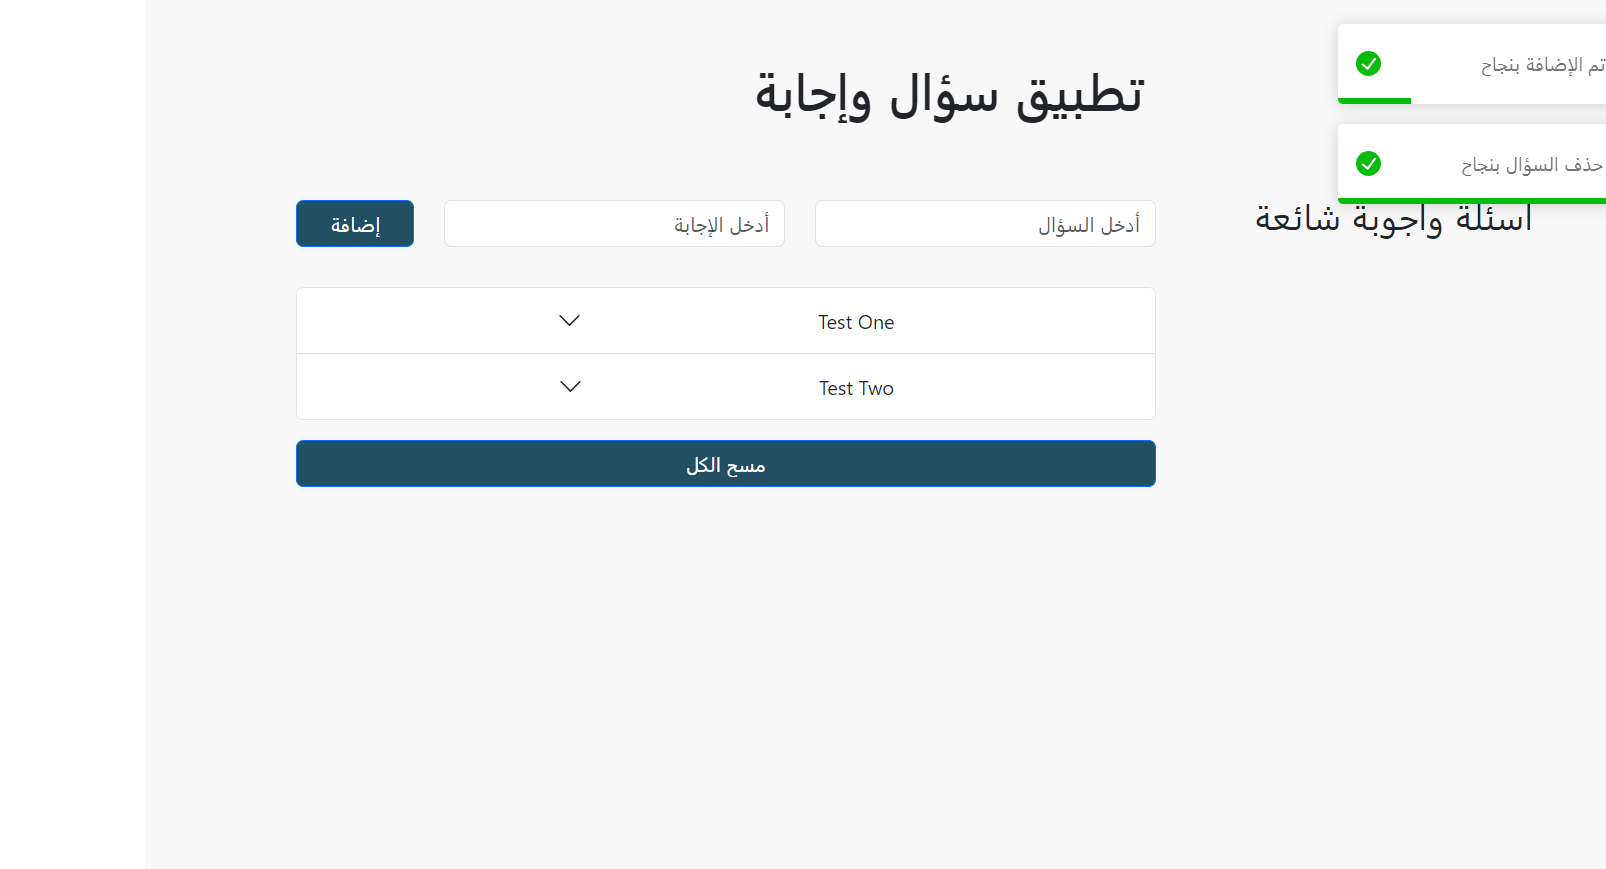 تطبيق سؤال وإجابة
تم الإضافة بنجاح
حذف السؤال بنجاح
اسئلة واجوبة شائعة
أدخل السؤال
أدخل الإجابة
إضافة
Test One
Test Two
مسح الكل